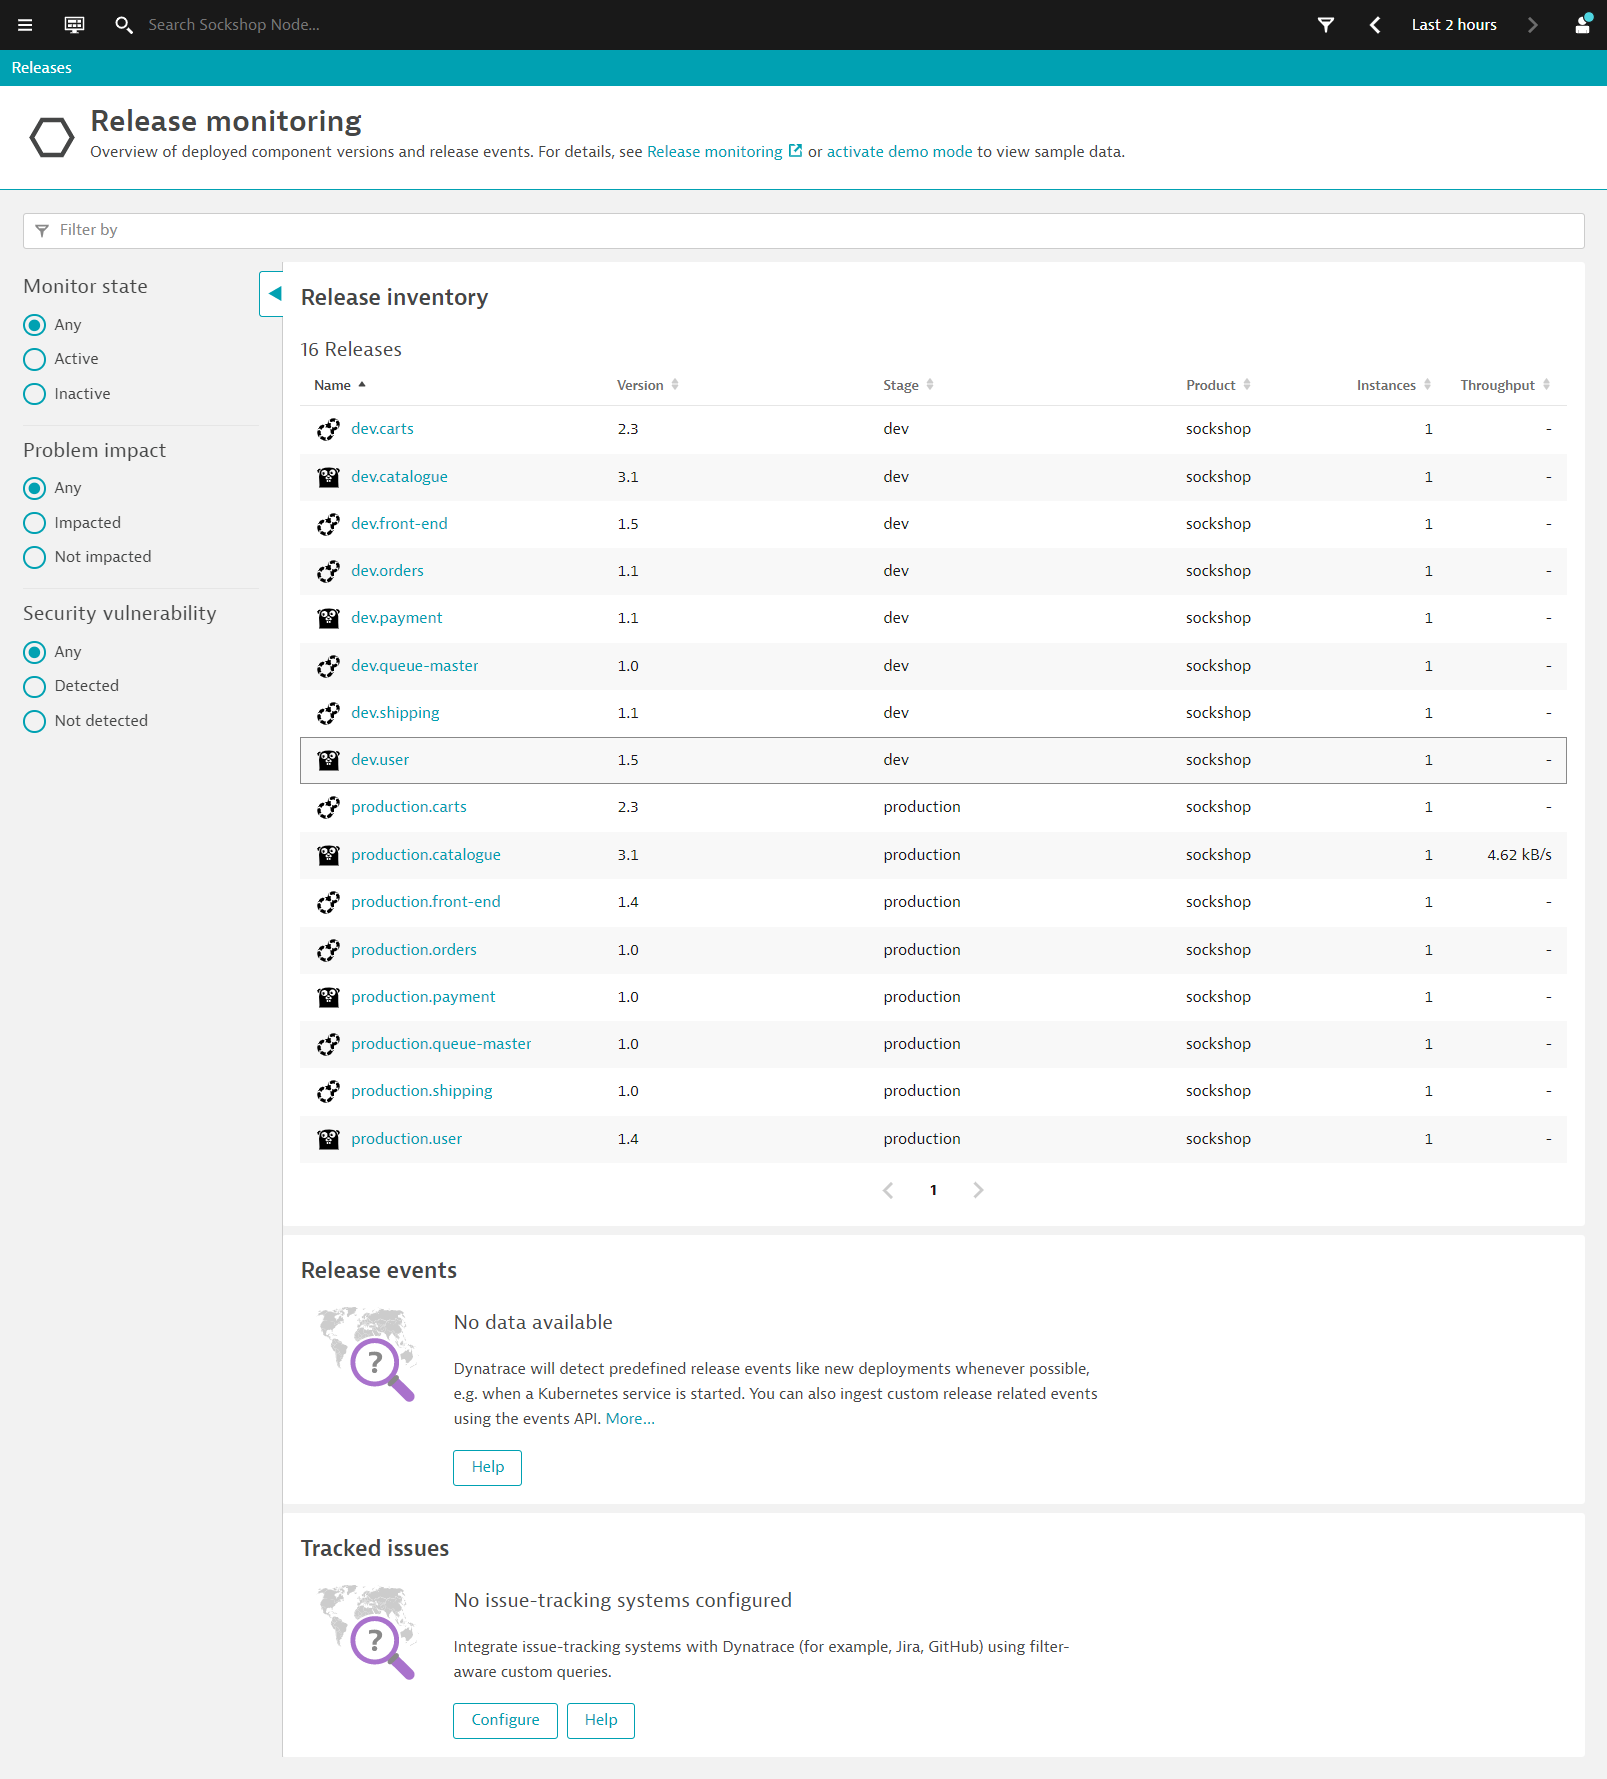 Search Sockshop Node...
Last 2 hours
Releases
Release monitoring
Overview of deployed component versions and release events. For details, see Release monitoring or activate demo mode to view sample data.
Filter by
Monitor state
Any
Active
Inactive
Problem impact
Any
Impacted
Not impacted
Security vulnerability
Any
Detected
Not detected
Release inventory
16 Releases
Name Version Stage Product Instances Throughput
dev.carts 2.3 dev sockshop 1 -
dev.catalogue 3.1 dev sockshop 1 -
dev.front-end 1.5 dev sockshop 1 -
dev.orders 1.1 dev sockshop 1 -
dev.payment 1.1 dev sockshop 1 -
dev.queue-master 1.0 dev sockshop 1 -
dev.shipping 1.1 dev sockshop 1 -
dev.user 1.5 dev sockshop 1 -
production.carts 2.3 production sockshop 1 -
production.catalogue 3.1 production sockshop 1 4.62 kB/s
production.front-end 1.4 production sockshop 1 -
production.orders 1.0 production sockshop 1 -
production.payment 1.0 production sockshop 1 -
production.queue-master 1.0 production sockshop 1 -
production.shipping 1.0 production sockshop 1 -
production.user 1.4 production sockshop 1 -
1
Release events
?
No data available
Dynatrace will detect predefined release events like new deployments whenever possible,
e.g. when a Kubernetes service is started. You can also ingest custom release related events
using the events API. More...
Help
Tracked issues
?
No issue-tracking systems configured
Integrate issue-tracking systems with Dynatrace (for example, Jira, GitHub) using filter-
aware custom queries.
Configure Help